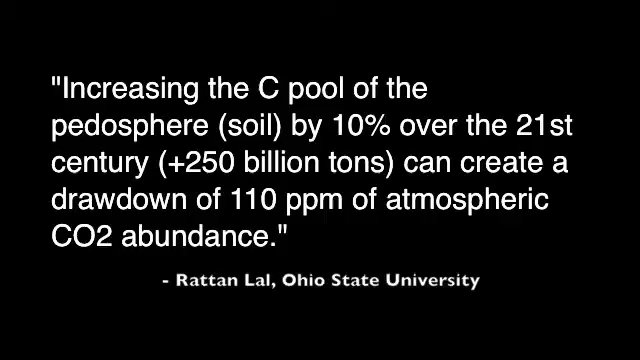 "Increasing the C pool of the
pedosphere (soil) by 10% over the 21st
century (+250 billion tons) can create a
drawdown of 110 ppm of atmospheric
CO2 abundance."
- Rattan Lal, Ohio State University